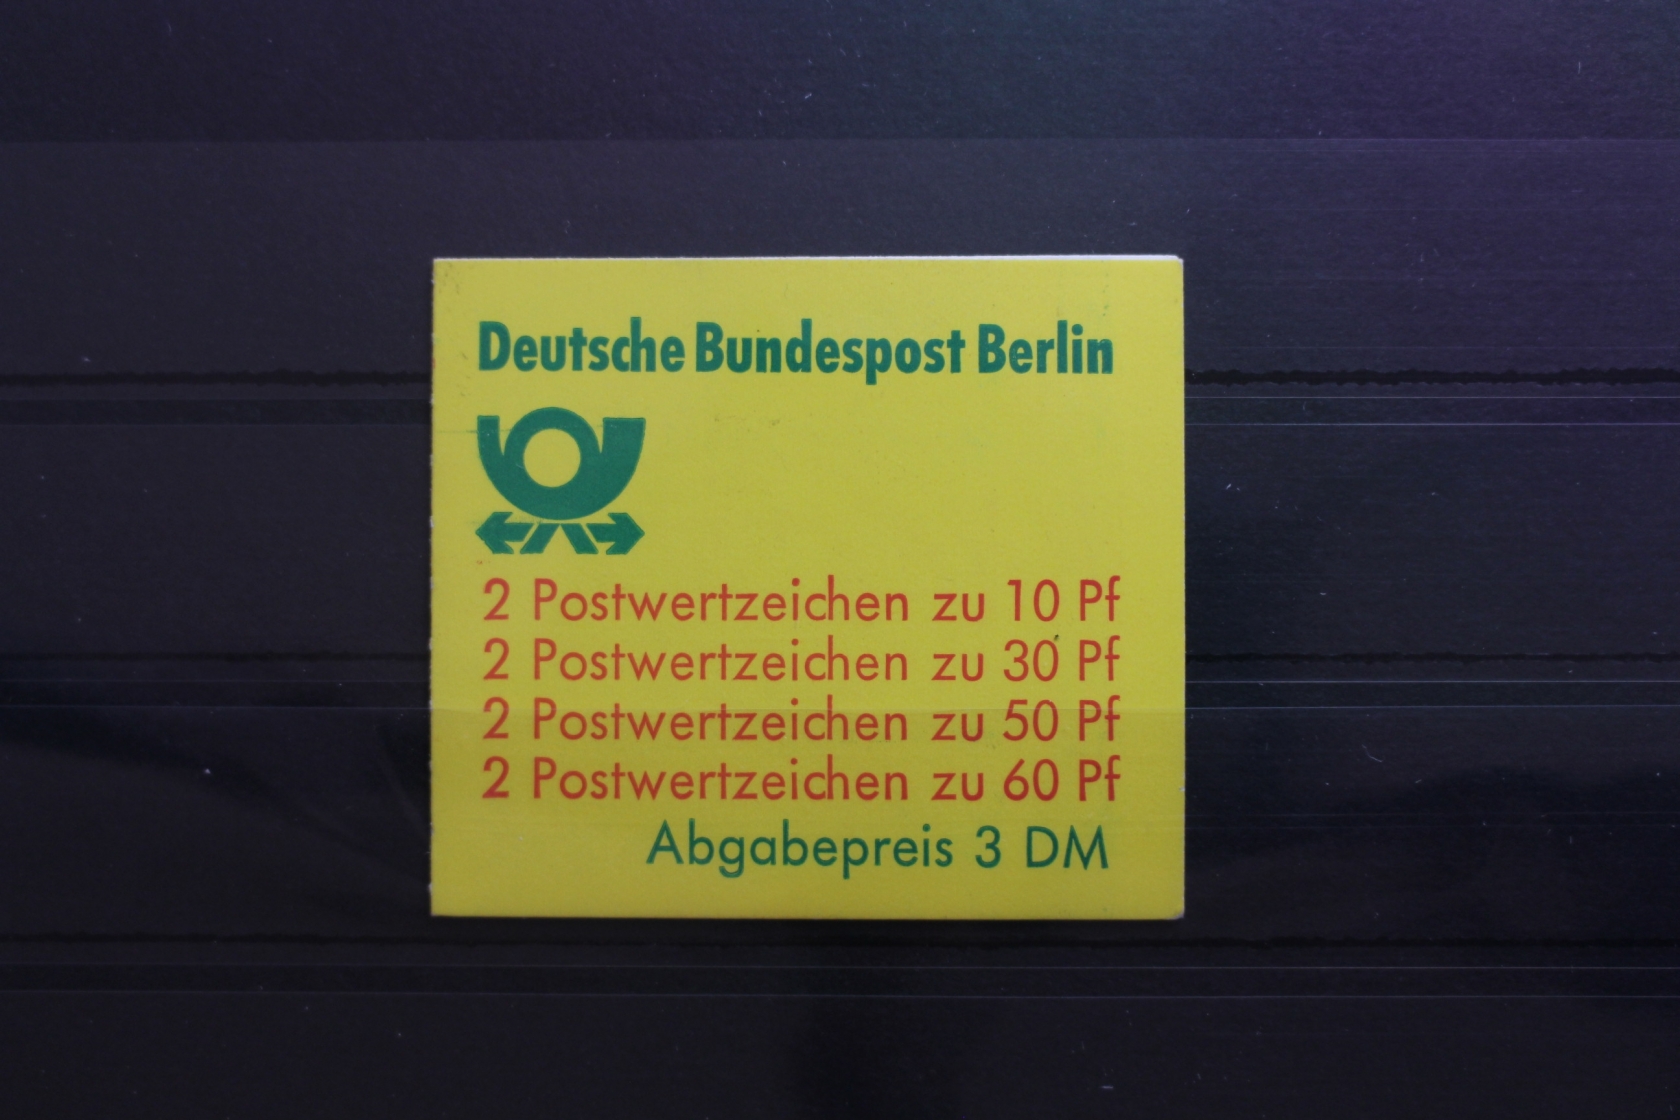 Deutsche Bundespost Berlin
2 Postwertzeichen zu 10 Pf
2 Postwertzeichen zu 30 Pf
2 Postwertzeichen zu 50 Pf
2 Postwertzeichen zu 60 Pf
Abgabepreis 3 DM